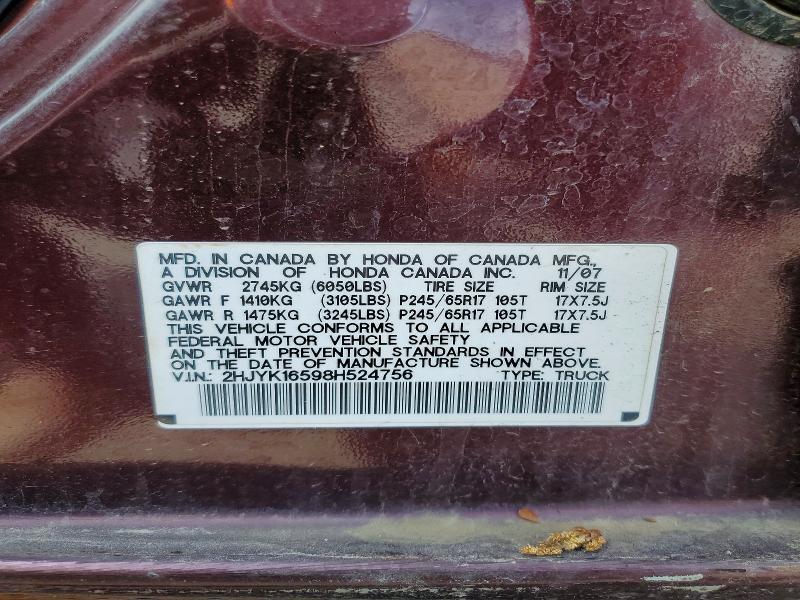 MFD. IN CANADA BY HONDA OF CANADA MFG.,
A DIVISION OF HONDA CANADA INC. 11/07
GVWR 2745KG (6050LBS) TIRE SIZE RIM SIZE
GAWR F 1410KG (3105LBS) P245/65R17 105T 17X7.5J
GAWR R 1475KG (3245LBS) P245/65R17 105T 17X7.5J
THIS VEHICLE CONFORMS TO ALL APPLICABLE
FEDERAL MOTOR VEHICLE SAFETY
AND THEFT PREVENTION STANDARDS IN EFFECT
ON THE DATE OF MANUFACTURE SHOWN ABOVE.
V.I.N.: 2HJYK16598H524756 TYPE: TRUCK